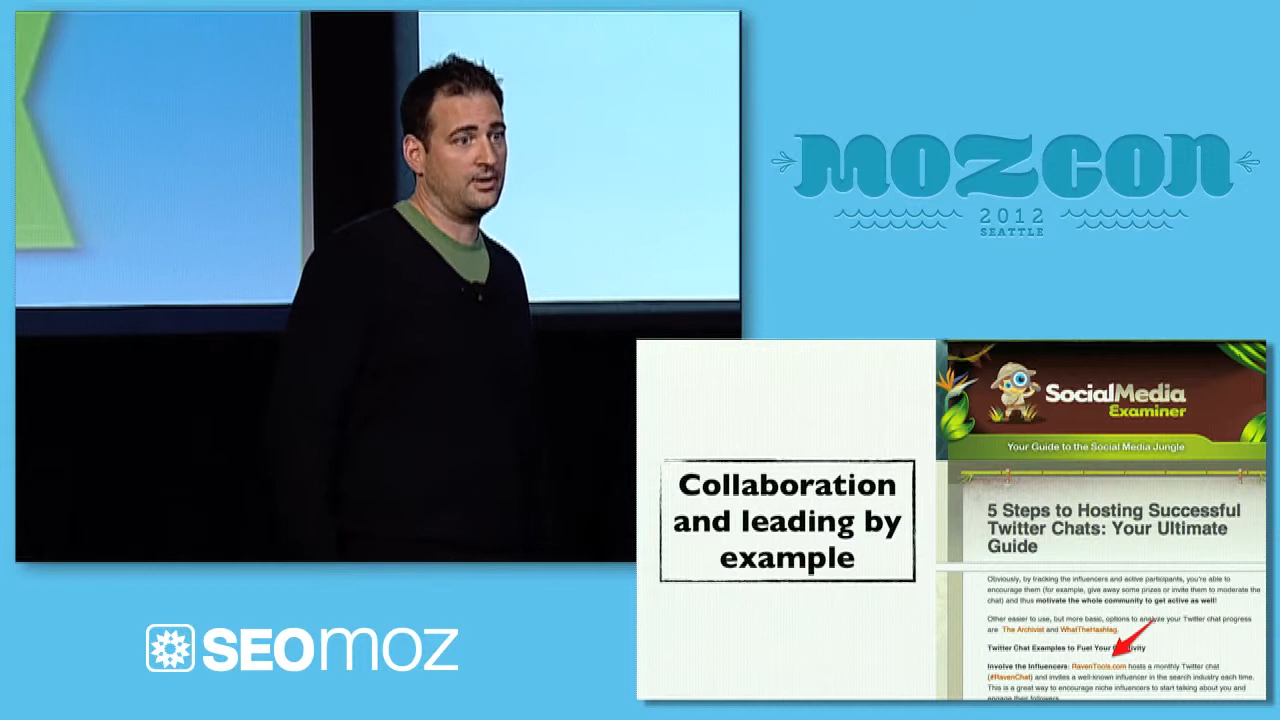 MOZCON
2012
SEATTLE
SocialMedia
Examiner
Your Guide to the Social Media Jungle
Collaboration
and leading by
example
5 Steps to Hosting Successful
Twitter Chats: Your Ultimate
Guide
Obviously, by tracking the influencers and active participants, you're able to
encourage them (for example, give away some prizes or invite them to moderate the
chat) and thus motivate the whole community to get active as well!
Other easier to use, but more basic, options to analyze your Twitter chat progress
are The Archivist and WhatTheHashtag.
Twitter Chat Examples to Fuel Your
Involve the Influencers: RavenTools.com hosts a monthly Twitter chat
(#RavenChat) and invites a well-known influencer in the search industry each time.
This is a great way to encourage niche influencers to start talking about you and
engage their followers.
SEOmoz